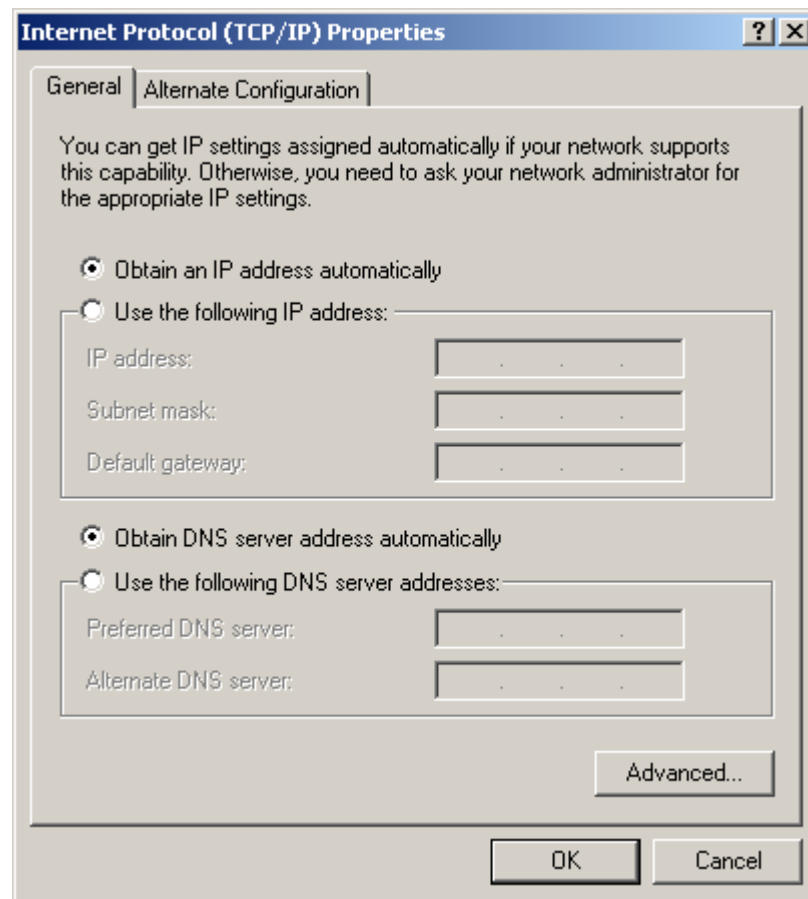 Internet Protocol (TCP/IP) Properties
General
Alternate Configuration
You can get IP settings assigned automatically if your network supports
this capability. Otherwise, you need to ask your network administrator for
the appropriate IP settings.
Obtain an IP address automatically
Use the following IP address:
IP address:
Subnet mask:
Default gateway:
Obtain DNS server address automatically
Use the following DNS server addresses:
Preferred DNS server:
Alternate DNS server:
Advanced...
OK
Cancel